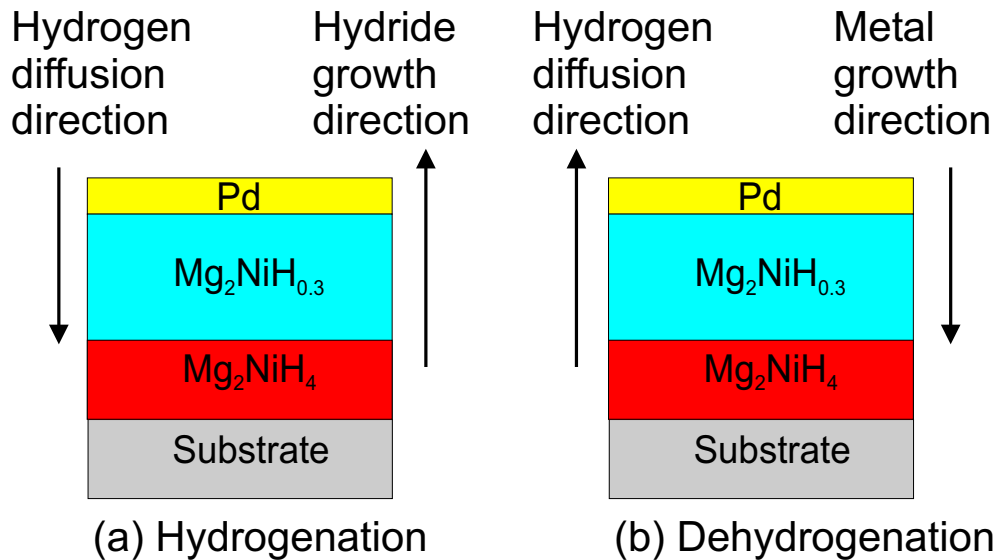 Hydrogen
diffusion
direction
Hydride
growth
direction
Hydrogen
diffusion
direction
Metal
growth
direction
Pd
Mg₂NiH₀.₃
Mg₂NiH₄
Substrate
(a) Hydrogenation
Pd
Mg₂NiH₀.₃
Mg₂NiH₄
Substrate
(b) Dehydrogenation